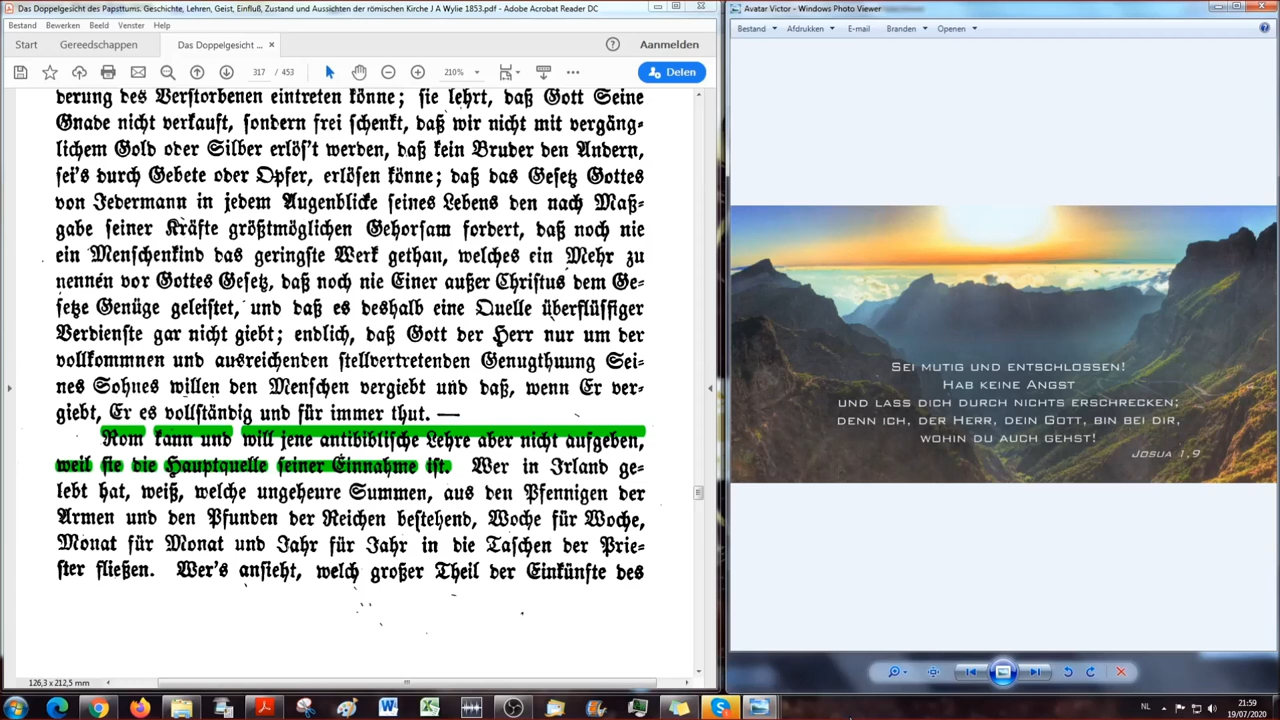 Das Doppelgesicht des Papsttums. Geschichte, Lehren, Geist, Einfluß, Zustand und Aussichten der römischen Kirche J A Wylie 1853.pdf - Adobe Acrobat Reader DC
Bestand Bewerken Beeld Venster Help
Start Gereedschappen Das Doppelgesicht ... × Aanmelden
317 / 453 210% Delen
derung des Verstorbenen eintreten könne; sie lehrt, daß Gott Seine
Gnade nicht verkauft, sondern frei schenkt, daß wir nicht mit vergäng-
lichem Gold oder Silber erlös't werden, daß kein Bruder den Andern,
sei's durch Gebete oder Opfer, erlösen könne; daß das Gesetz Gottes
von Jedermann in jedem Augenblicke seines Lebens den nach Maß-
gabe seiner Kräfte größtmöglichen Gehorsam fordert, daß noch nie
ein Menschenkind das geringste Werk gethan, welches ein Mehr zu
nennen vor Gottes Gesetz, daß noch nie Einer außer Christus dem Ge-
setze Genüge geleistet, und daß es deshalb eine Quelle überflüssiger
Verdienste gar nicht giebt; endlich, daß Gott der Herr nur um der
vollkommnen und ausreichenden stellvertretenden Genugthuung Sei-
nes Sohnes willen den Menschen vergiebt und daß, wenn Er ver-
giebt, Er es vollständig und für immer thut. —
Rom kann und will jene antibiblische Lehre aber nicht aufgeben,
weil sie die Hauptquelle seiner Einnahme ist. Wer in Irland ge-
lebt hat, weiß, welche ungeheure Summen, aus den Pfennigen der
Armen und den Pfunden der Reichen bestehend, Woche für Woche,
Monat für Monat und Jahr für Jahr in die Taschen der Prie-
ster fließen. Wer's ansieht, welch großer Theil der Einkünfte des
126,3 x 212,5 mm
Avatar Victor - Windows Photo Viewer
Bestand Afdrukken E-mail Branden Openen
Sei mutig und entschlossen!
Hab keine Angst
und lass dich durch nichts erschrecken;
denn ich, der Herr, dein Gott, bin bei dir,
wohin du auch gehst!
Josua 1,9
NL 21:59
19/07/2020